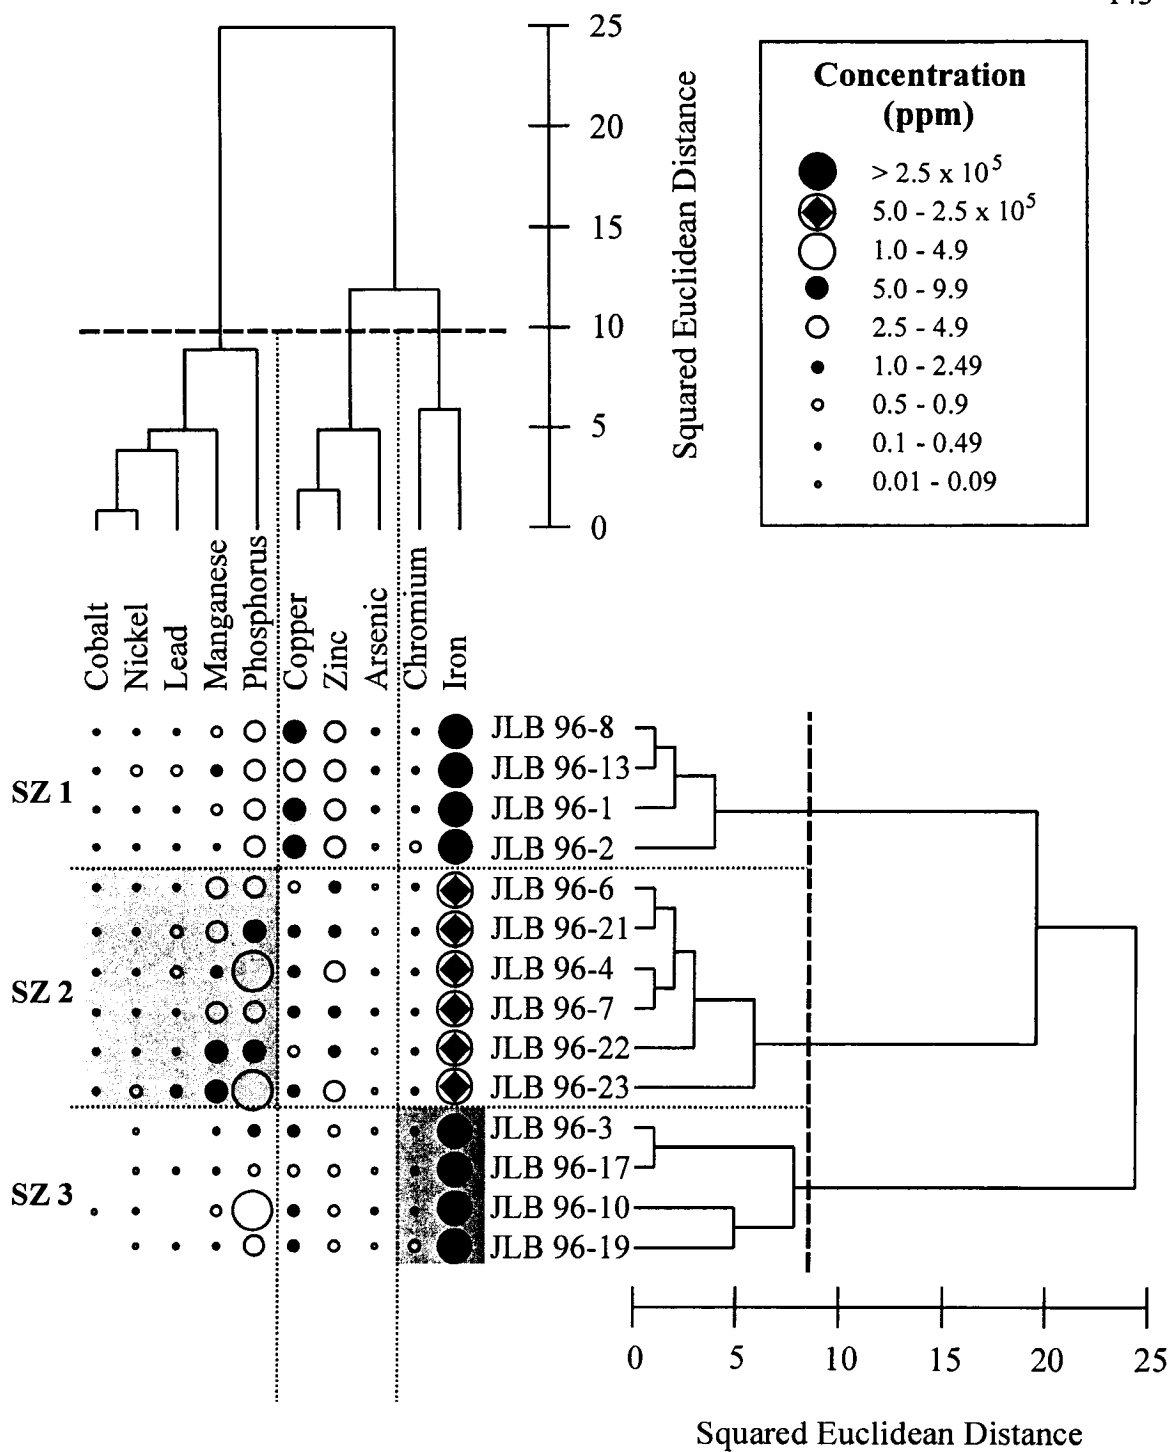 25
20
15
10
5
0
Squared Euclidean Distance
Concentration
(ppm)
> 2.5 x 10⁵
5.0 - 2.5 x 10⁵
1.0 - 4.9
5.0 - 9.9
2.5 - 4.9
1.0 - 2.49
0.5 - 0.9
0.1 - 0.49
0.01 - 0.09
Cobalt
Nickel
Lead
Manganese
Phosphorus
Copper
Zinc
Arsenic
Chromium
Iron
SZ 1
JLB 96-8
JLB 96-13
JLB 96-1
JLB 96-2
SZ 2
JLB 96-6
JLB 96-21
JLB 96-4
JLB 96-7
JLB 96-22
JLB 96-23
SZ 3
JLB 96-3
JLB 96-17
JLB 96-10
JLB 96-19
0 5 10 15 20 25
Squared Euclidean Distance